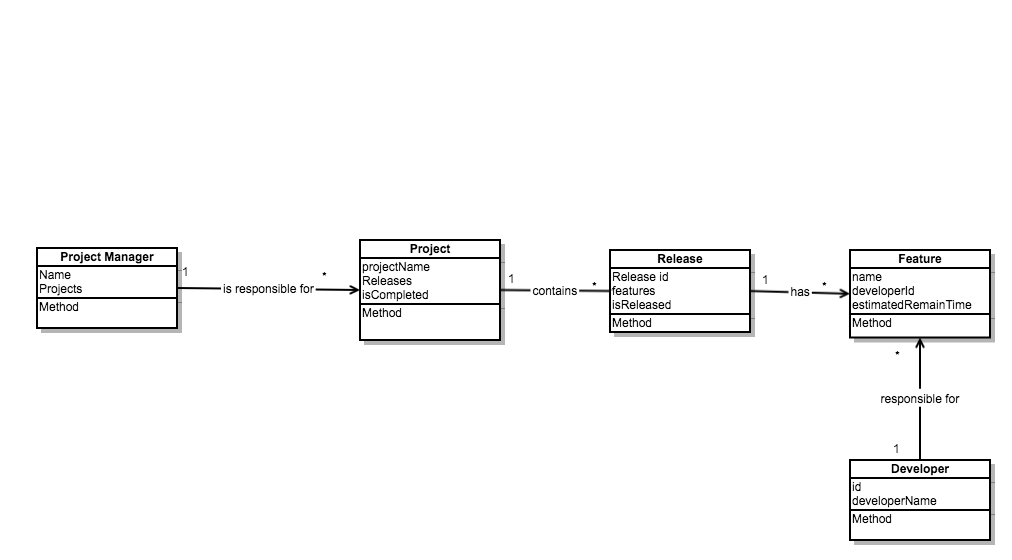 Project Manager
Name
Projects
Method
1
is responsible for
*
Project
projectName
Releases
isCompleted
Method
1
contains
*
Release
Release id
features
isReleased
Method
1
has
*
Feature
name
developerId
estimatedRemainTime
Method
*
responsible for
1
Developer
id
developerName
Method